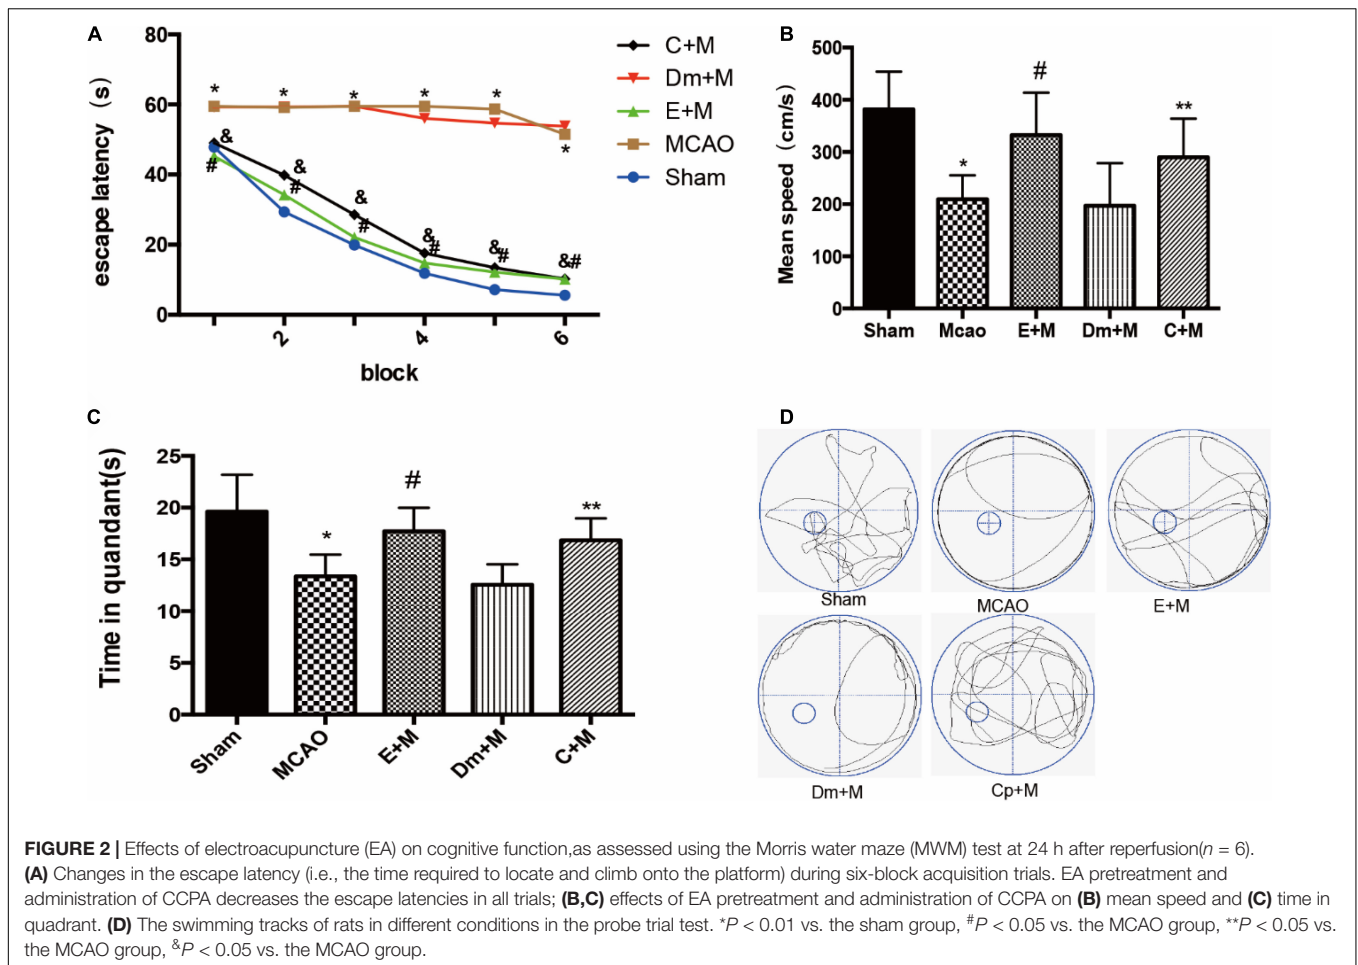 A
80
60
40
20
0
escape latency (s)
2
4
6
block
* * * * * *
& & & & & &
# # # # # #
C+M
Dm+M
E+M
MCAO
Sham
B
500
400
300
200
100
0
Mean speed (cm/s)
*
#
**
Sham Mcao E+M Dm+M C+M
C
25
20
15
10
5
0
Time in quandant(s)
*
#
**
Sham MCAO E+M Dm+M C+M
D
Sham MCAO E+M
Dm+M Cp+M
FIGURE 2 | Effects of electroacupuncture (EA) on cognitive function,as assessed using the Morris water maze (MWM) test at 24 h after reperfusion(n = 6).
(A) Changes in the escape latency (i.e., the time required to locate and climb onto the platform) during six-block acquisition trials. EA pretreatment and
administration of CCPA decreases the escape latencies in all trials; (B,C) effects of EA pretreatment and administration of CCPA on (B) mean speed and (C) time in
quadrant. (D) The swimming tracks of rats in different conditions in the probe trial test. *P < 0.01 vs. the sham group, #P < 0.05 vs. the MCAO group, **P < 0.05 vs.
the MCAO group, &P < 0.05 vs. the MCAO group.